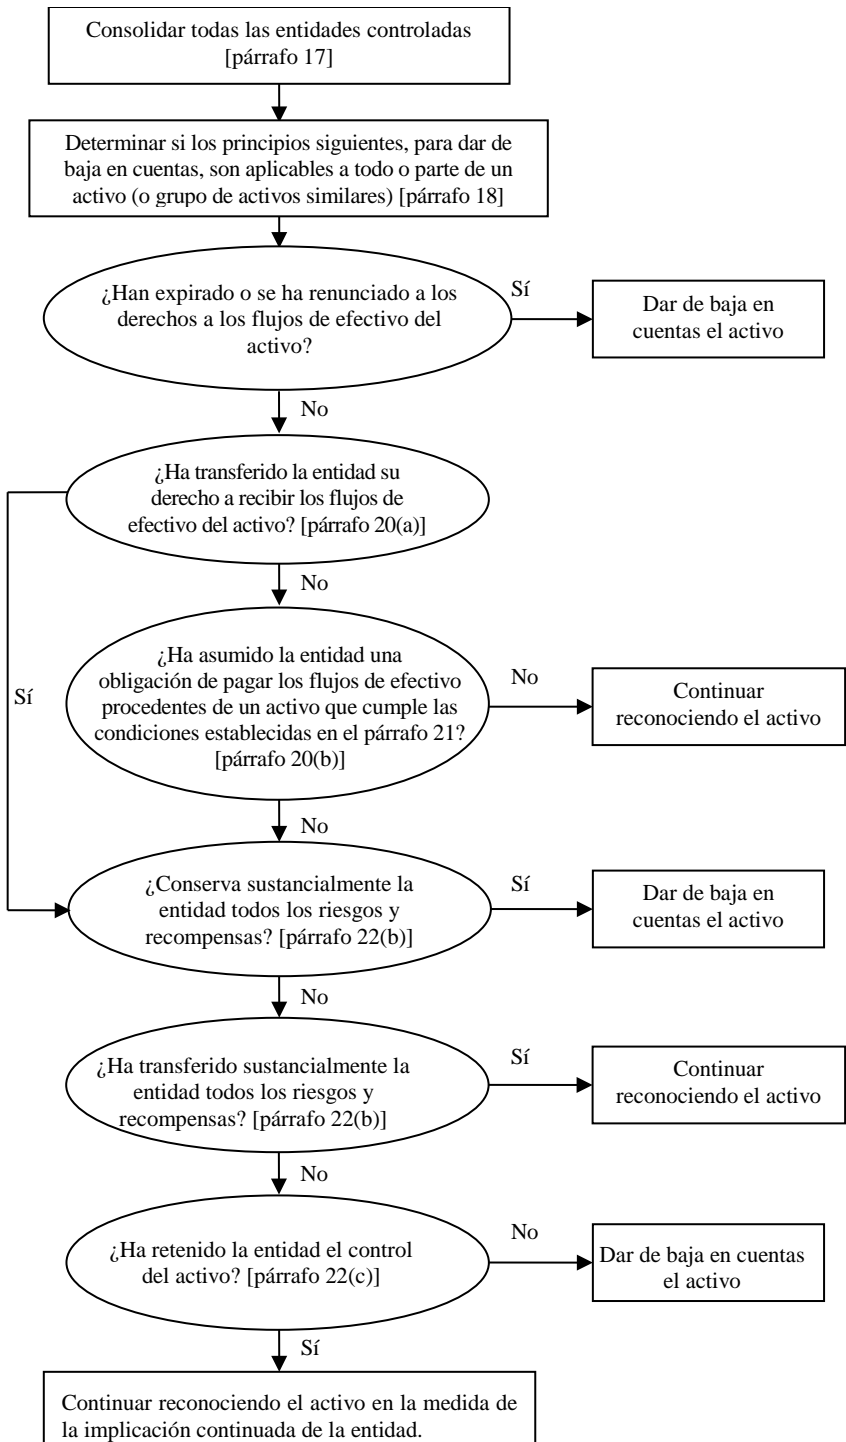 Consolidar todas las entidades controladas
[párrafo 17]
Determinar si los principios siguientes, para dar de
baja en cuentas, son aplicables a todo o parte de un
activo (o grupo de activos similares) [párrafo 18]
¿Han expirado o se ha renunciado a los
derechos a los flujos de efectivo del
activo?
Sí
Dar de baja en
cuentas el activo
No
¿Ha transferido la entidad su
derecho a recibir los flujos de
efectivo del activo? [párrafo 20(a)]
No
Sí
¿Ha asumido la entidad una
obligación de pagar los flujos de efectivo
procedentes de un activo que cumple las
condiciones establecidas en el párrafo 21?
[párrafo 20(b)]
No
Continuar
reconociendo el activo
No
¿Conserva sustancialmente la
entidad todos los riesgos y
recompensas? [párrafo 22(b)]
Sí
Dar de baja en
cuentas el activo
No
¿Ha transferido sustancialmente la
entidad todos los riesgos y
recompensas? [párrafo 22(b)]
Sí
Continuar
reconociendo el activo
No
¿Ha retenido la entidad el control
del activo? [párrafo 22(c)]
No
Dar de baja en cuentas
el activo
Sí
Continuar reconociendo el activo en la medida de
la implicación continuada de la entidad.